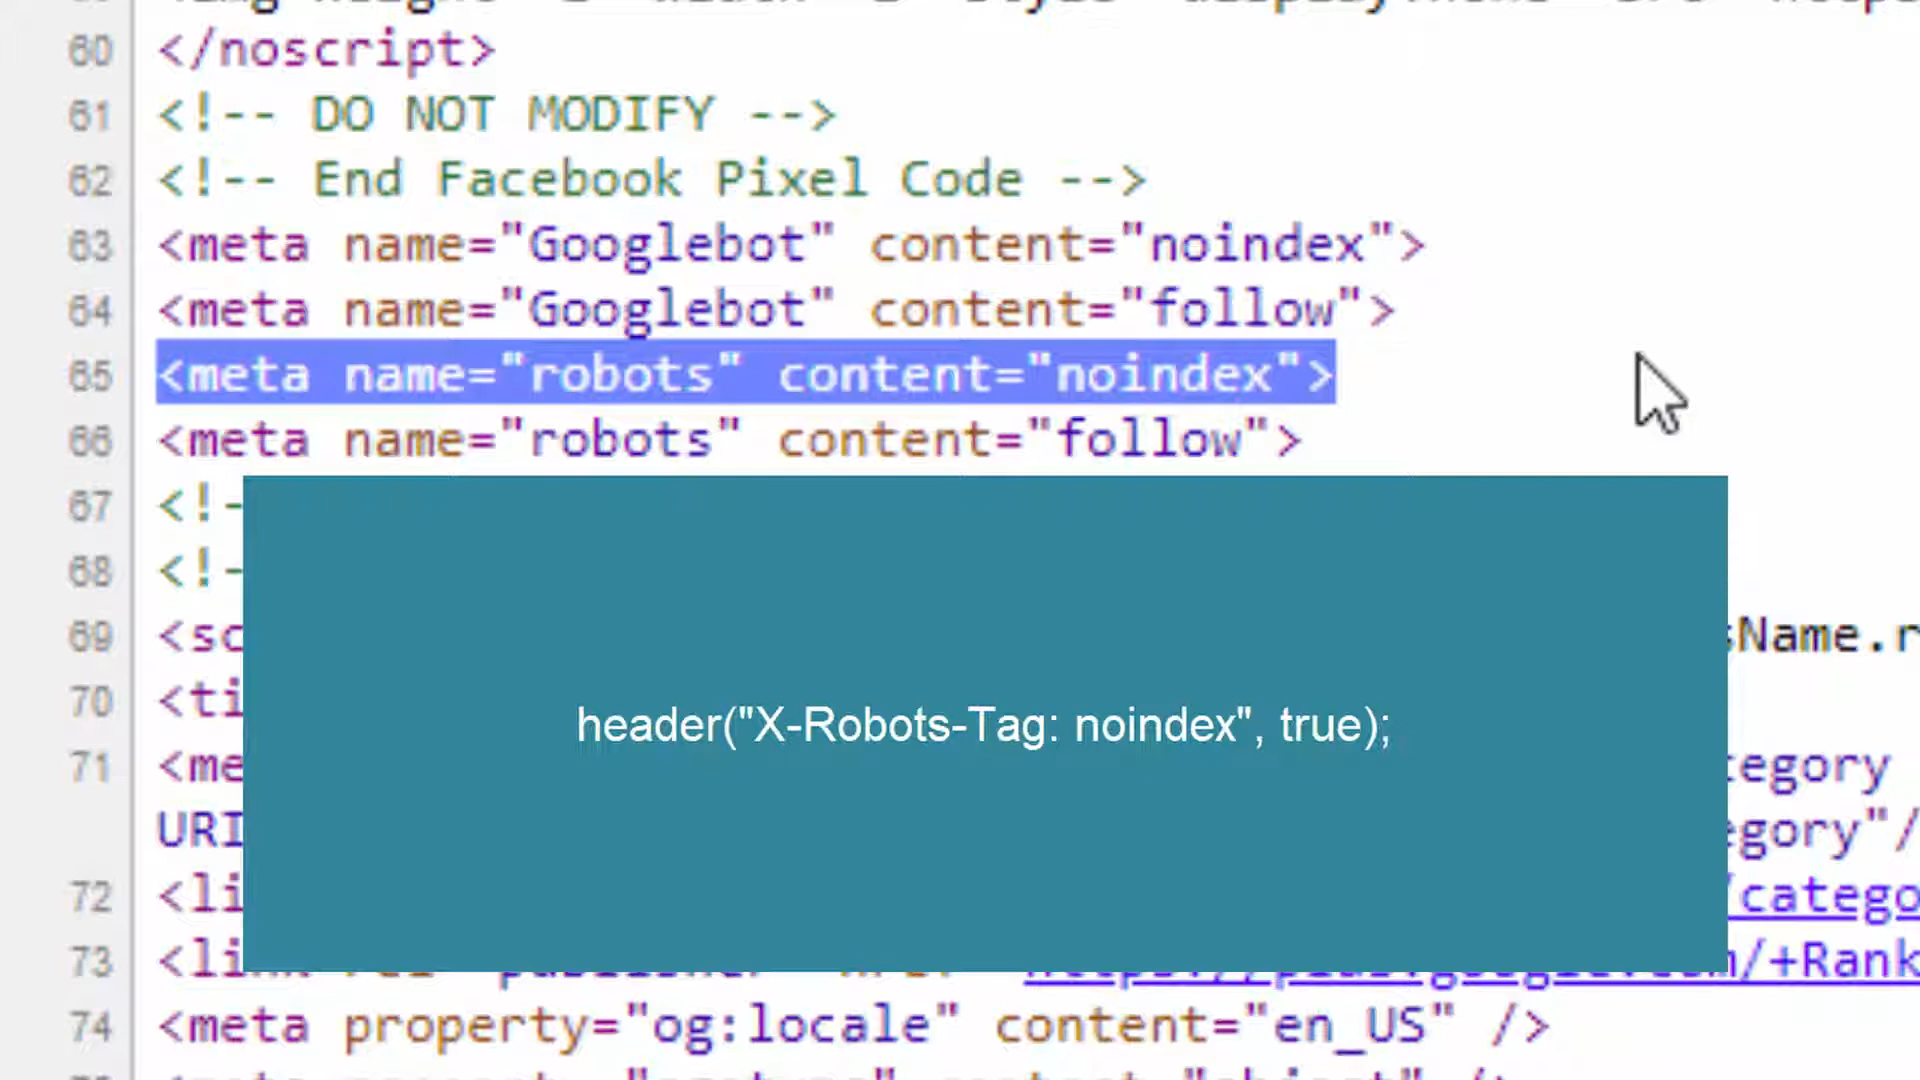 60 </noscript>
61 <!-- DO NOT MODIFY -->
62 <!-- End Facebook Pixel Code -->
63 <meta name="Googlebot" content="noindex">
64 <meta name="Googlebot" content="follow">
65 <meta name="robots" content="noindex">
66 <meta name="robots" content="follow">
67 <!-
68 <!-
69 <sc sName.r
70 <ti
header("X-Robots-Tag: noindex", true);
71 <me tegory
URI egory"/
72 <li /catego
73 <li /+Rank
74 <meta property="og:locale" content="en_US" />